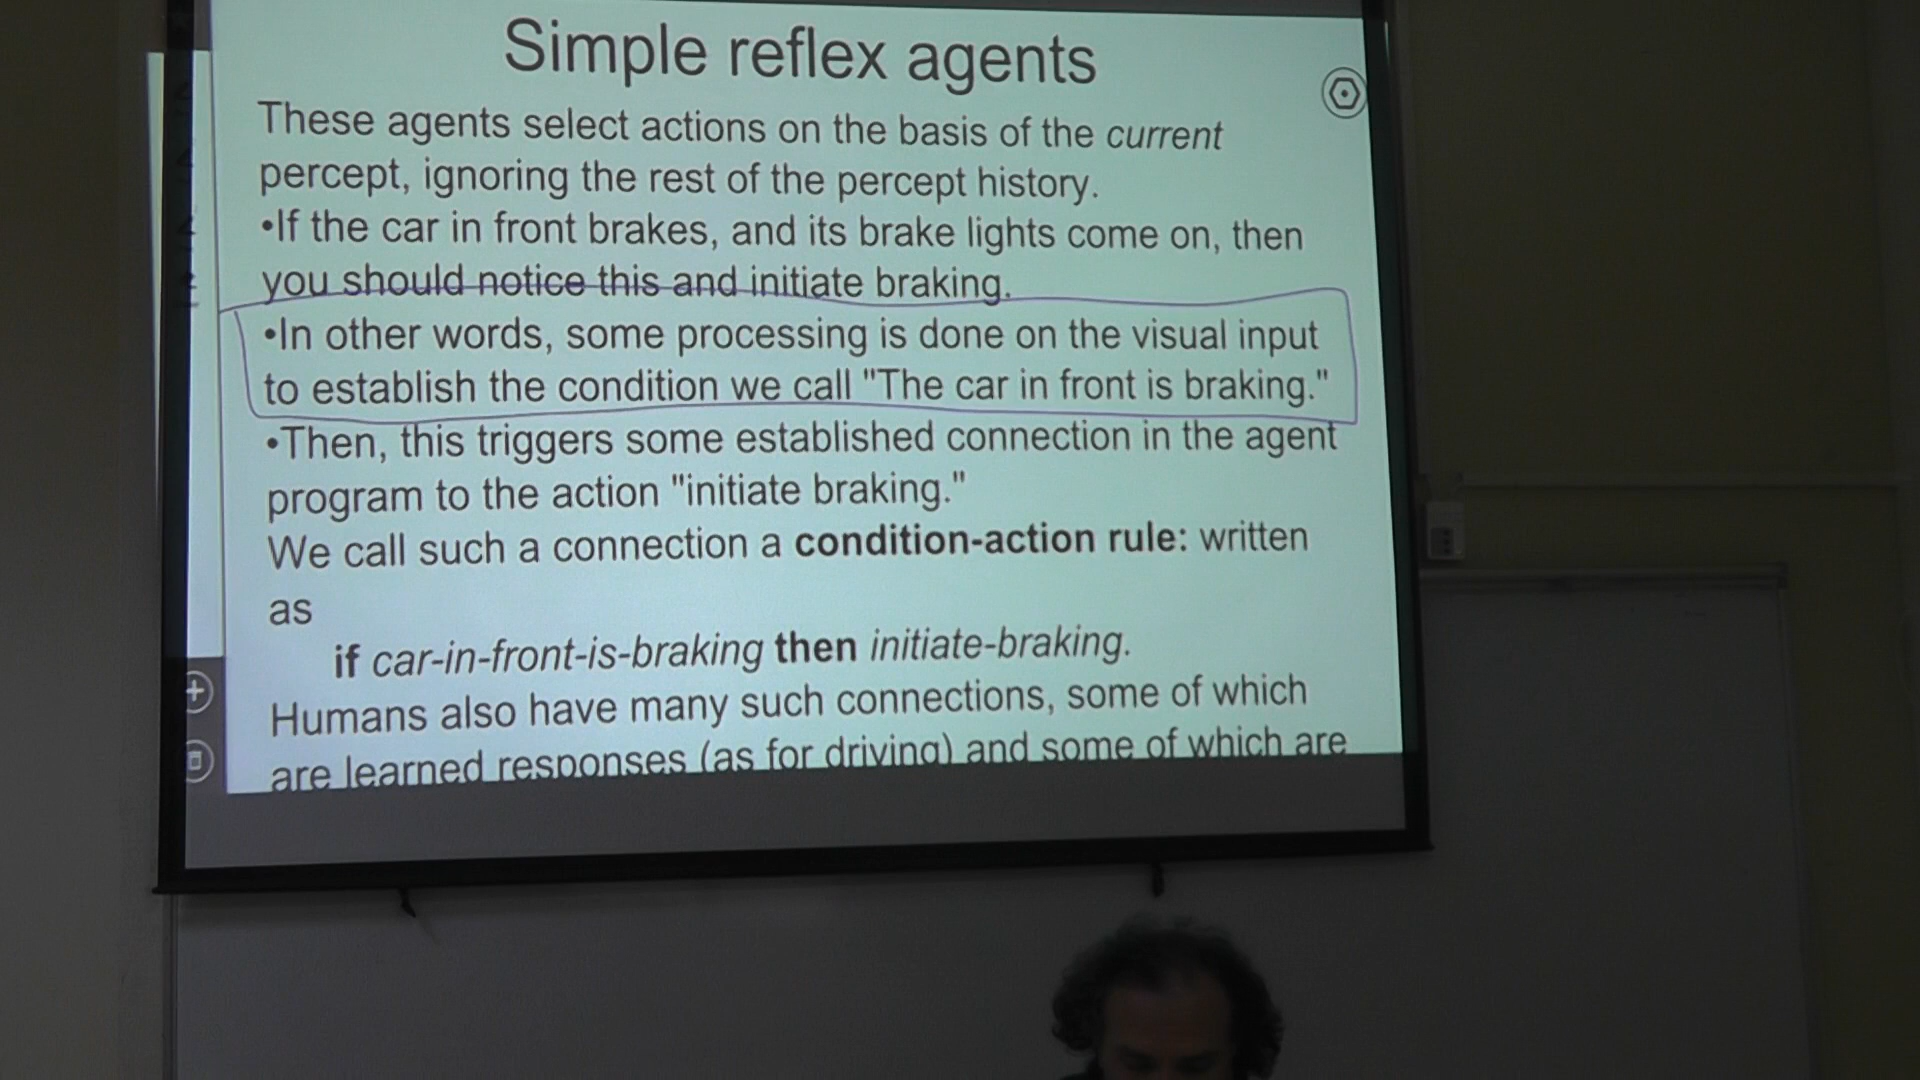 Simple reflex agents
These agents select actions on the basis of the current
percept, ignoring the rest of the percept history.
•If the car in front brakes, and its brake lights come on, then
you should notice this and initiate braking.
•In other words, some processing is done on the visual input
to establish the condition we call "The car in front is braking."
•Then, this triggers some established connection in the agent
program to the action "initiate braking."
We call such a connection a condition-action rule: written
as
if car-in-front-is-braking then initiate-braking.
Humans also have many such connections, some of which
are learned responses (as for driving) and some of which are